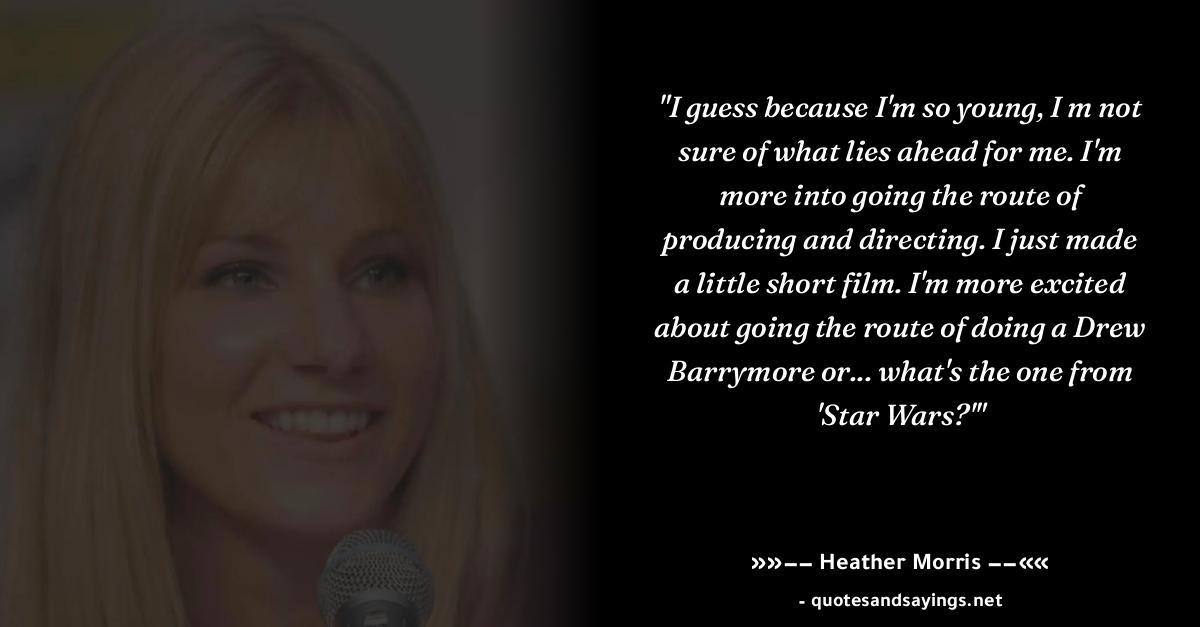 "I guess because I'm so young, I m not
sure of what lies ahead for me. I'm
more into going the route of
producing and directing. I just made
a little short film. I'm more excited
about going the route of doing a Drew
Barrymore or... what's the one from
'Star Wars?'"
»»–– Heather Morris ––««
- quotesandsayings.net